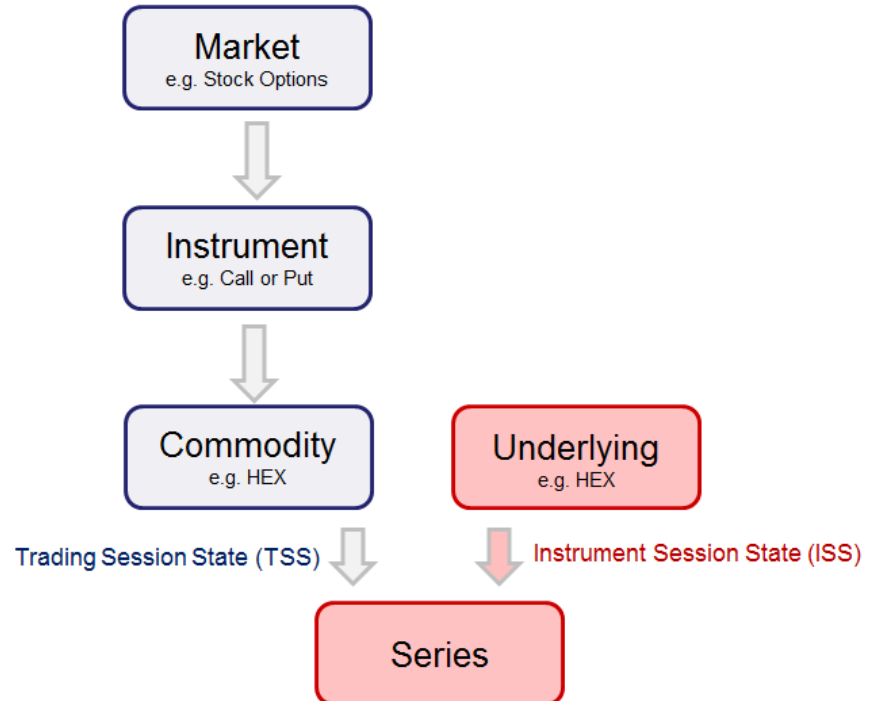 Market
e.g. Stock Options
Instrument
e.g. Call or Put
Commodity
e.g. HEX
Underlying
e.g. HEX
Trading Session State (TSS)
Instrument Session State (ISS)
Series